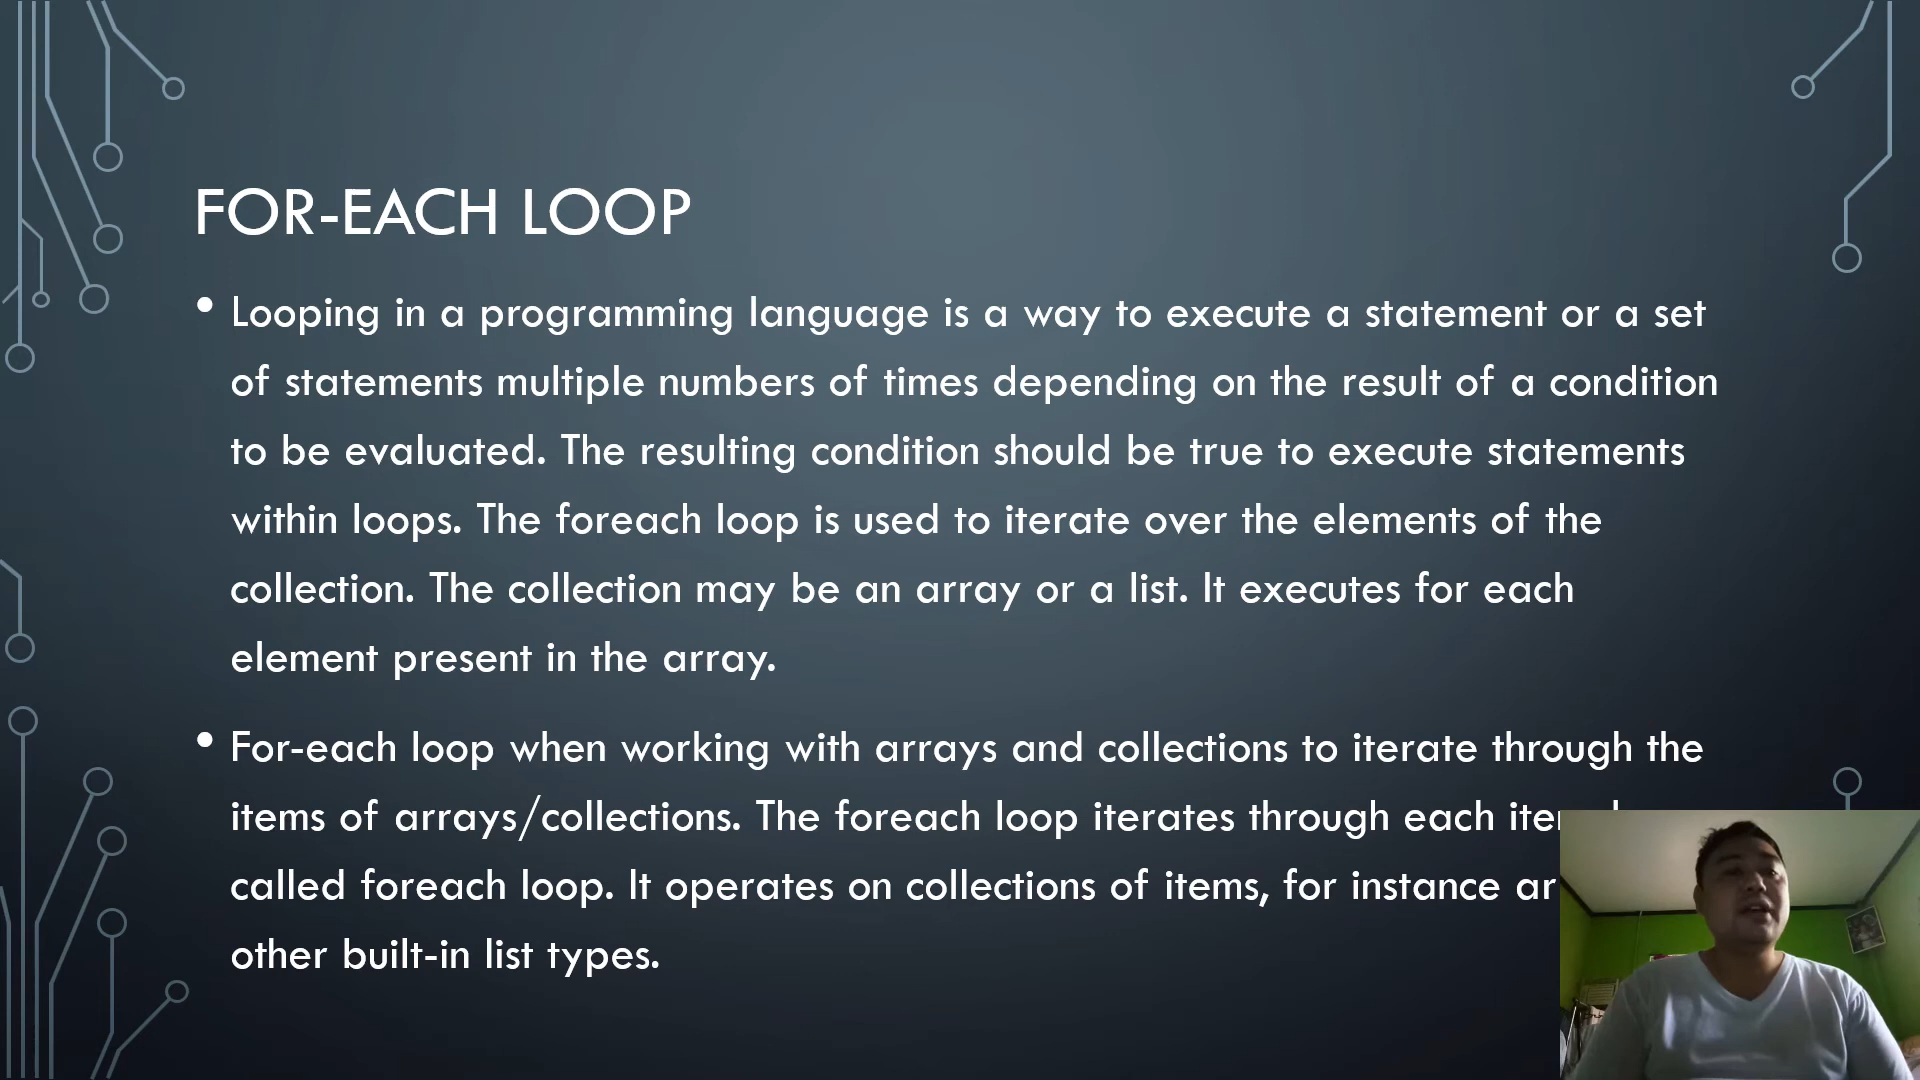 FOR-EACH LOOP
• Looping in a programming language is a way to execute a statement or a set
of statements multiple numbers of times depending on the result of a condition
to be evaluated. The resulting condition should be true to execute statements
within loops. The foreach loop is used to iterate over the elements of the
collection. The collection may be an array or a list. It executes for each
element present in the array.
• For-each loop when working with arrays and collections to iterate through the
items of arrays/collections. The foreach loop iterates through each
called foreach loop. It operates on collections of items, for instance
other built-in list types.